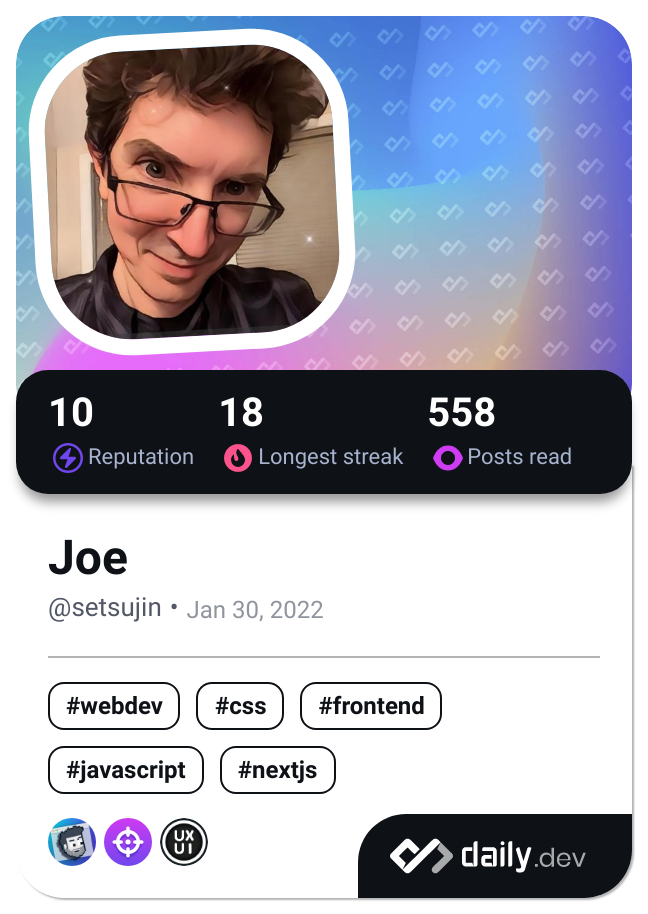 10 18 558
Reputation Longest streak Posts read
Joe
@setsujin • Jan 30, 2022
#webdev #css #frontend
#javascript #nextjs
UX
UI
daily.dev